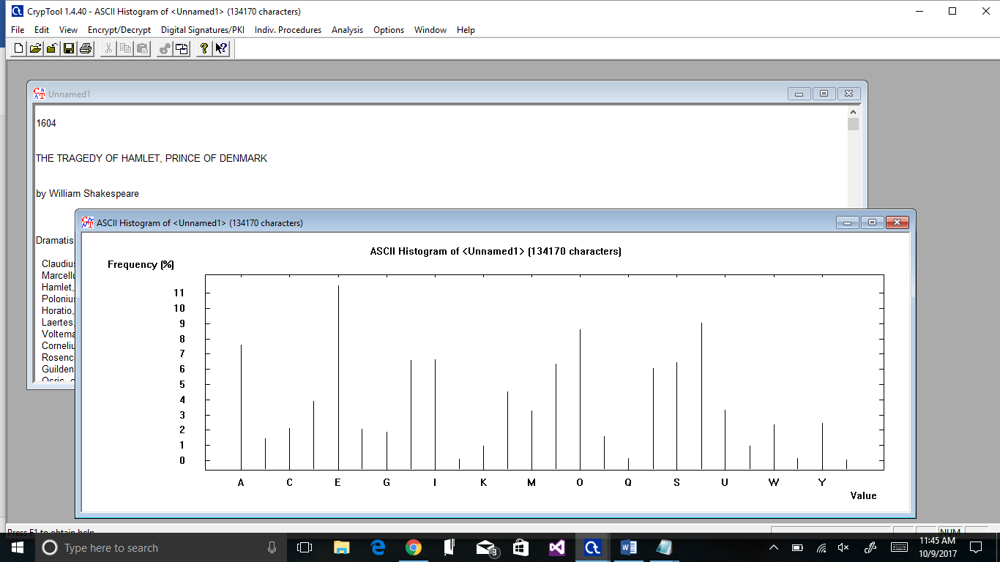 CrypTool 1.4.40 - ASCII Histogram of <Unnamed1> (134170 characters)
File Edit View Encrypt/Decrypt Digital Signatures/PKI Indiv. Procedures Analysis Options Window Help
Unnamed1
1604
THE TRAGEDY OF HAMLET, PRINCE OF DENMARK
by William Shakespeare
ASCII Histogram of <Unnamed1> (134170 characters)
Dramatis
Claudius
Marcellu
Hamlet,
Polonius
Horatio,
Laertes,
Voltema
Corneliu
Rosenc
Guilden
Osric,
ASCII Histogram of <Unnamed1> (134170 characters)
Frequency (%)
11
10
9
8
7
6
5
4
3
2
1
0
A C E G I K M O Q S U W Y
Value
Press F1 to obtain help.
NUM
Type here to search
3
11:45 AM
10/9/2017